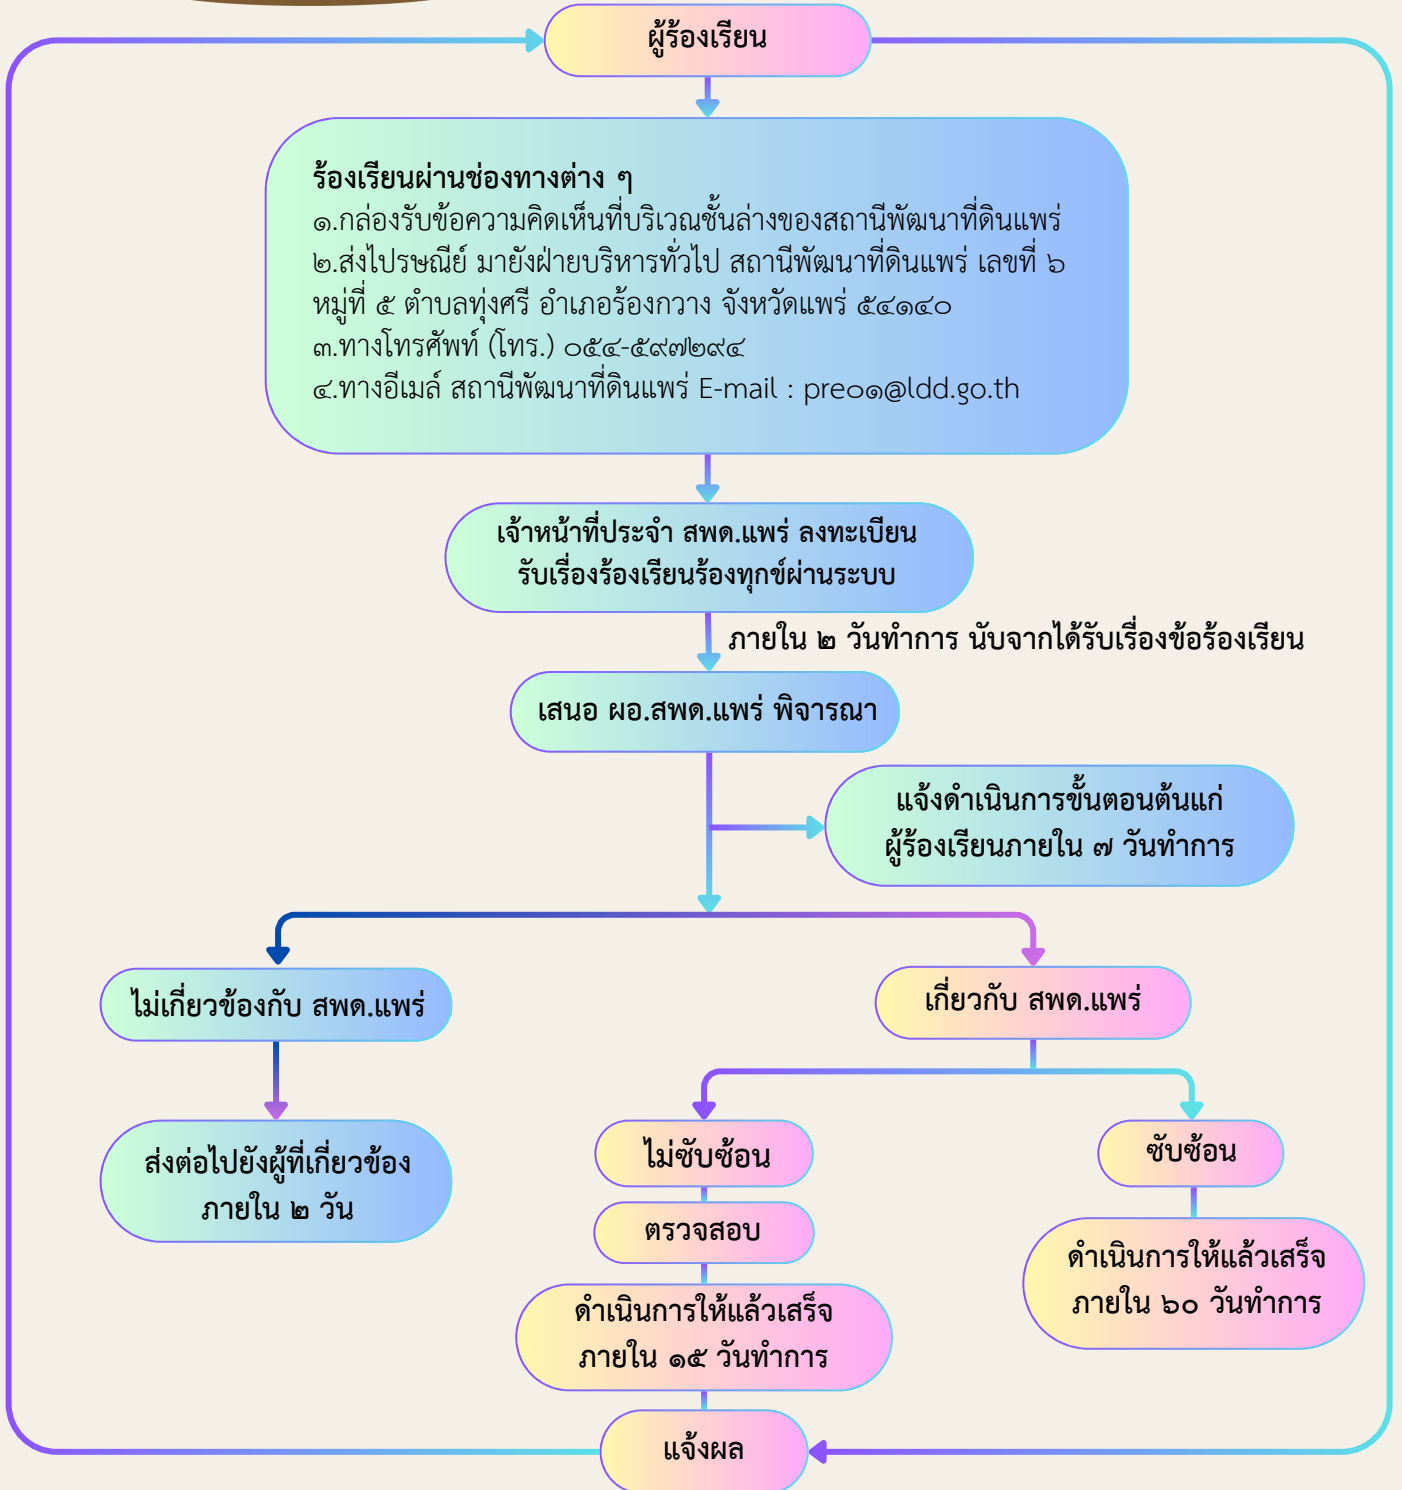 ผู้ร้องเรียน
ร้องเรียนผ่านช่องทางต่าง ๆ
๑.กล่องรับข้อความคิดเห็นที่บริเวณชั้นล่างของสถานีพัฒนาที่ดินแพร่
๒.ส่งไปรษณีย์ มายังฝ่ายบริหารทั่วไป สถานีพัฒนาที่ดินแพร่ เลขที่ ๖
หมู่ที่ ๕ ตำบลทุ่งศรี อำเภอร้องกวาง จังหวัดแพร่ ๕๔๑๔๐
๓.ทางโทรศัพท์ (โทร.) ๐๕๔-๕๙๗๒๙๔
๔.ทางอีเมล์ สถานีพัฒนาที่ดินแพร่ E-mail : pre๐๑@ldd.go.th
เจ้าหน้าที่ประจำ สพด.แพร่ ลงทะเบียน
รับเรื่องร้องเรียนร้องทุกข์ผ่านระบบ
ภายใน ๒ วันทำการ นับจากได้รับเรื่องข้อร้องเรียน
เสนอ ผอ.สพด.แพร่ พิจารณา
แจ้งดำเนินการขั้นตอนต้นแก่
ผู้ร้องเรียนภายใน ๗ วันทำการ
ไม่เกี่ยวข้องกับ สพด.แพร่
เกี่ยวกับ สพด.แพร่
ส่งต่อไปยังผู้ที่เกี่ยวข้อง
ภายใน ๒ วัน
ไม่ซับซ้อน
ตรวจสอบ
ดำเนินการให้แล้วเสร็จ
ภายใน ๑๕ วันทำการ
ซับซ้อน
ดำเนินการให้แล้วเสร็จ
ภายใน ๖๐ วันทำการ
แจ้งผล